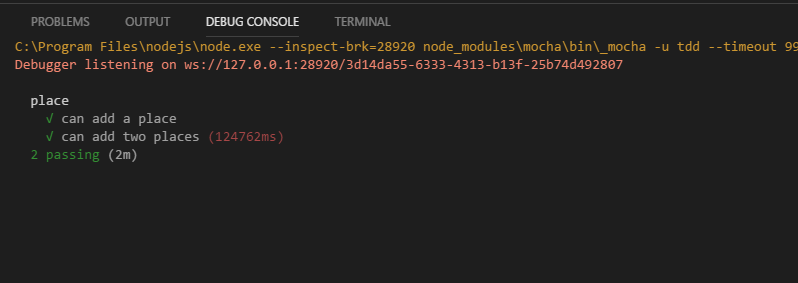 PROBLEMS OUTPUT DEBUG CONSOLE TERMINAL
C:\Program Files\nodejs\node.exe --inspect-brk=28920 node_modules\mocha\bin\_mocha -u tdd --timeout 99
Debugger listening on ws://127.0.0.1:28920/3d14da55-6333-4313-b13f-25b74d492807
place
√ can add a place
√ can add two places (124762ms)
2 passing (2m)